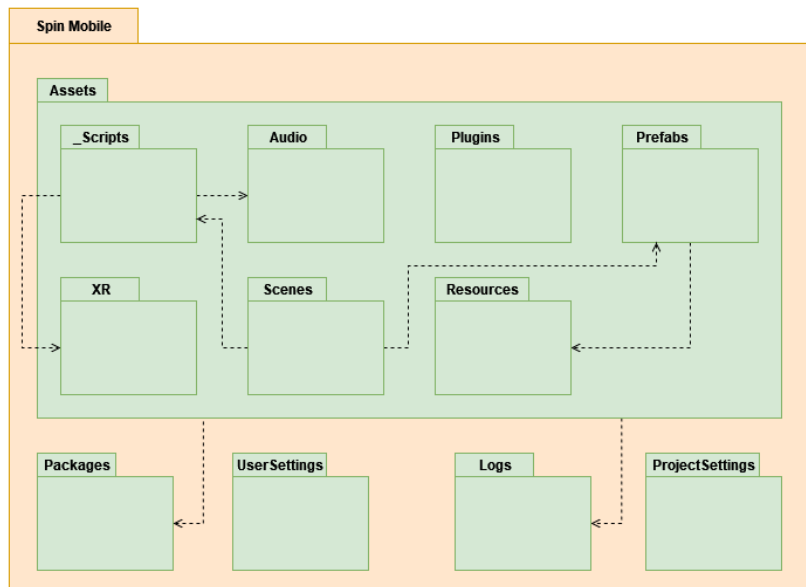 Spin Mobile
Assets
_Scripts
Audio
Plugins
Prefabs
XR
Scenes
Resources
Packages
UserSettings
Logs
ProjectSettings